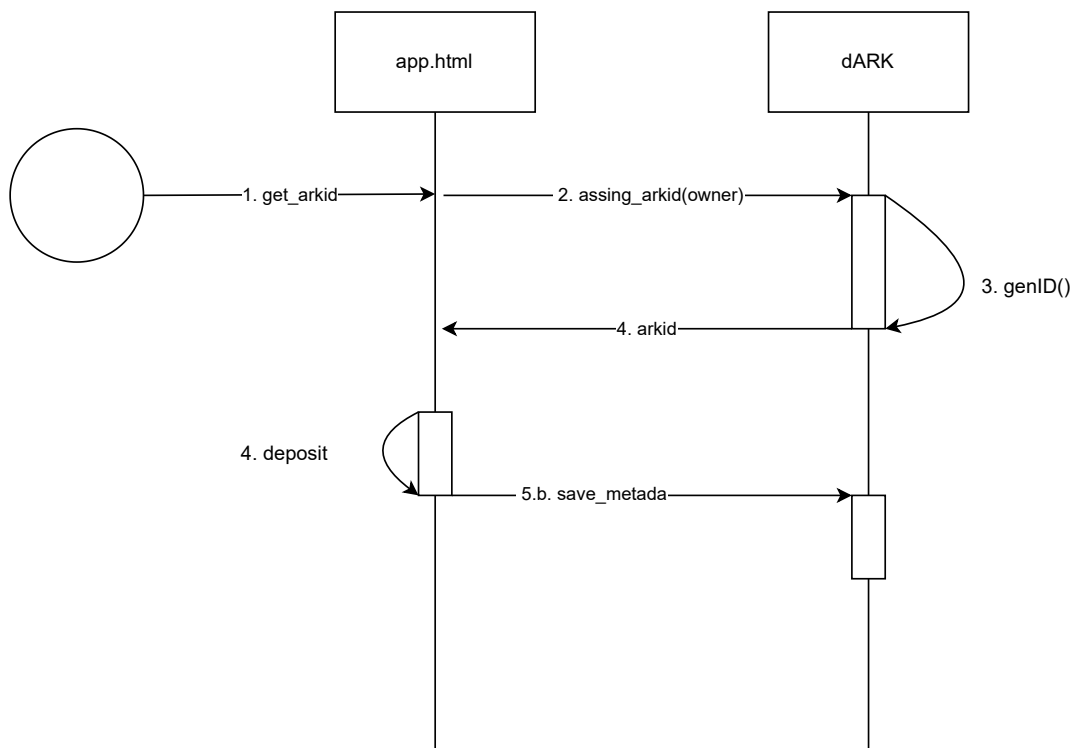 app.html
dARK
1. get_arkid
2. assing_arkid(owner)
3. genID()
4. arkid
4. deposit
5.b. save_metada